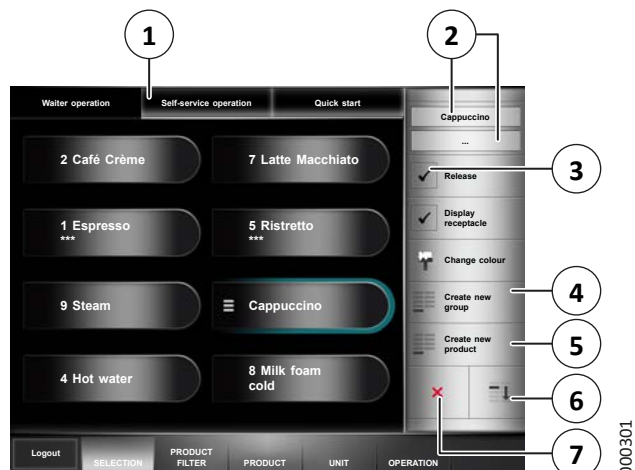 1
2
Waiter operation
Self-service operation
Quick start
Cappuccino
...
2 Café Crème
7 Latte Macchiato
3
Release
1 Espresso
***
5 Ristretto
***
Display
receptacle
Change colour
9 Steam
Cappuccino
Create new
group
4
Create new
product
5
4 Hot water
8 Milk foam
cold
6
7
Logout
SELECTION
PRODUCT
FILTER
PRODUCT
UNIT
OPERATION